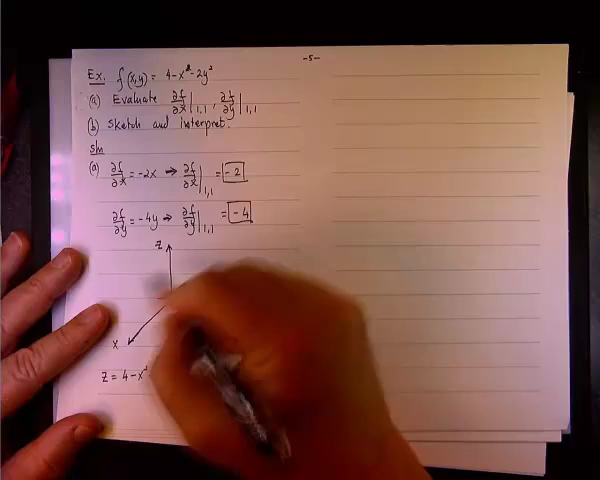 -5-
Ex. f(x,y) = 4-x²-2y²
(a) Evaluate ∂f/∂x|1,1 , ∂f/∂y|1,1
(b) Sketch and interpret.
Sln
(a) ∂f/∂x = -2x → ∂f/∂x|1,1 = -2
∂f/∂y = -4y → ∂f/∂y|1,1 = -4
z
x
z = 4-x²